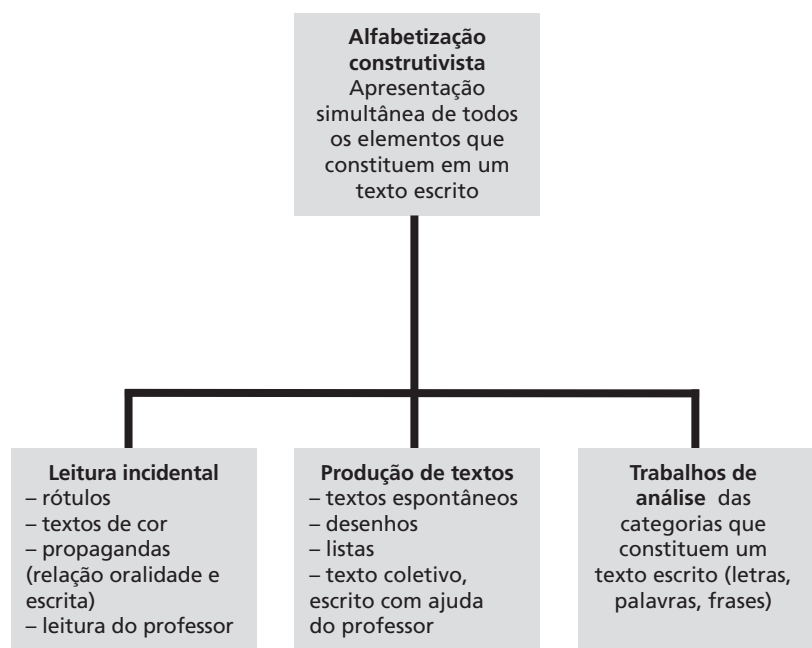 Alfabetização
construtivista
Apresentação
simultânea de todos
os elementos que
constituem em um
texto escrito
Leitura incidental
– rótulos
– textos de cor
– propagandas
(relação oralidade e
escrita)
– leitura do professor
Produção de textos
– textos espontâneos
– desenhos
– listas
– texto coletivo,
escrito com ajuda
do professor
Trabalhos de
análise das
categorias que
constituem um
texto escrito (letras,
palavras, frases)